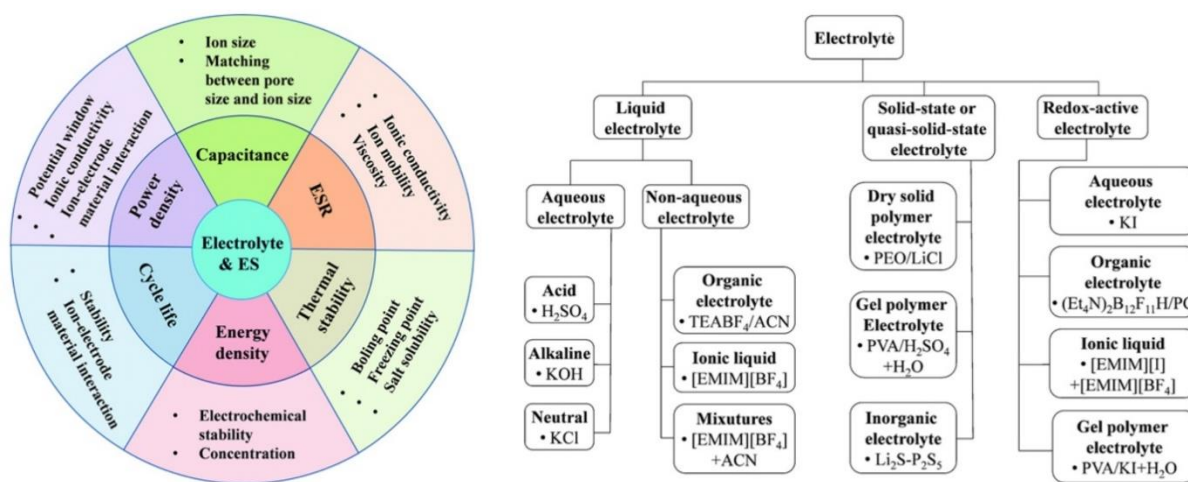 • Ion size
• Matching
between pore
size and ion size
Capacitance
• Ionic conductivity
• Ion mobility
• Viscosity
ESR
• Boling point
• Freezing point
• Salt solubility
Thermal
stability
• Electrochemical
stability
• Concentration
Energy
density
• Stability
• Ion-electrode
material interaction
Cycle life
• Potential window
• Ionic conductivity
• Ion-electrode
material interaction
Power
density
Electrolyte
& ES
Electrolyte
Liquid
electrolyte
Aqueous
electrolyte
Acid
• H₂SO₄
Alkaline
• KOH
Neutral
• KCl
Non-aqueous
electrolyte
Organic
electrolyte
• TEABF₄/ACN
Ionic liquid
• [EMIM][BF₄]
Mixutures
• [EMIM][BF₄]
+ACN
Solid-state or
quasi-solid-state
electrolyte
Dry solid
polymer
electrolyte
• PEO/LiCl
Gel polymer
Electrolyte
• PVA/H₂SO₄
+H₂O
Inorganic
electrolyte
• Li₂S-P₂S₅
Redox-active
electrolyte
Aqueous
electrolyte
• KI
Organic
electrolyte
• (Et₄N)₂B₁₂F₁₁H/PC
Ionic liquid
• [EMIM][I]
+[EMIM][BF₄]
Gel polymer
electrolyte
• PVA/KI+H₂O